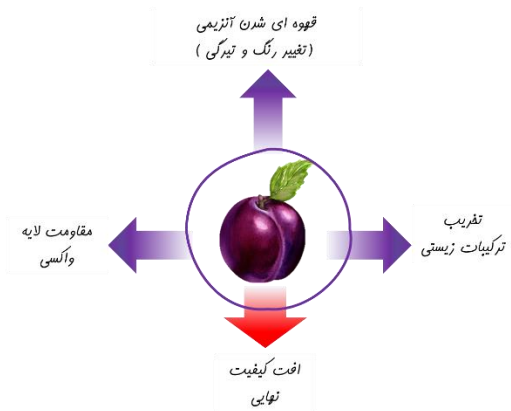 قهوه ای شدن آنزیمی
(تغییر رنگ و تیرگی )
مقاومت لایه
واکسی
تخریب
ترکیبات زیستی
افت کیفیت
نهایی